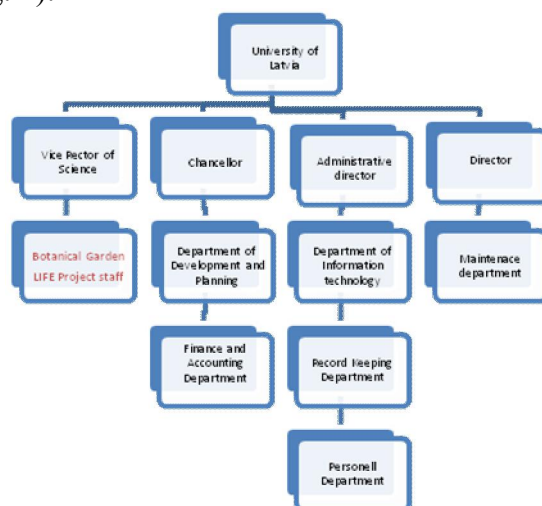 University of
Latvia
Vice Rector of
Science
Chancellor
Administrative
director
Director
Botanical Garden
LIFE Project staff
Department of
Development and
Planning
Department of
Information
technology
Maintenace
department
Finance and
Accounting
Department
Record Keeping
Department
Personell
Department